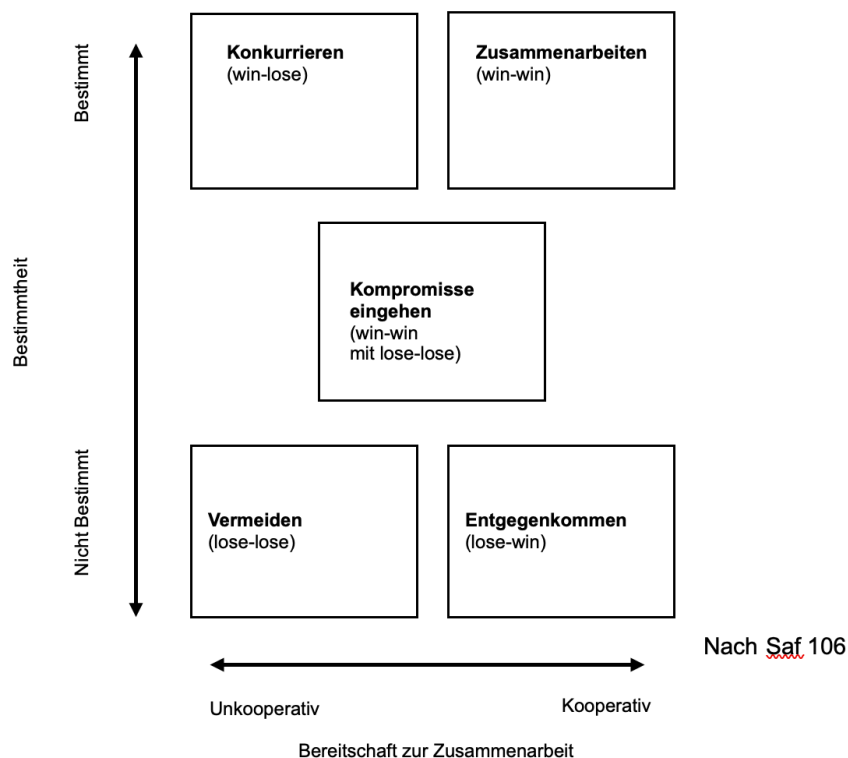 Bestimmt
Konkurrieren
(win-lose)
Zusammenarbeiten
(win-win)
Bestimmtheit
Kompromisse
eingehen
(win-win
mit lose-lose)
Nicht Bestimmt
Vermeiden
(lose-lose)
Entgegenkommen
(lose-win)
Nach Saf 106
Unkooperativ
Kooperativ
Bereitschaft zur Zusammenarbeit